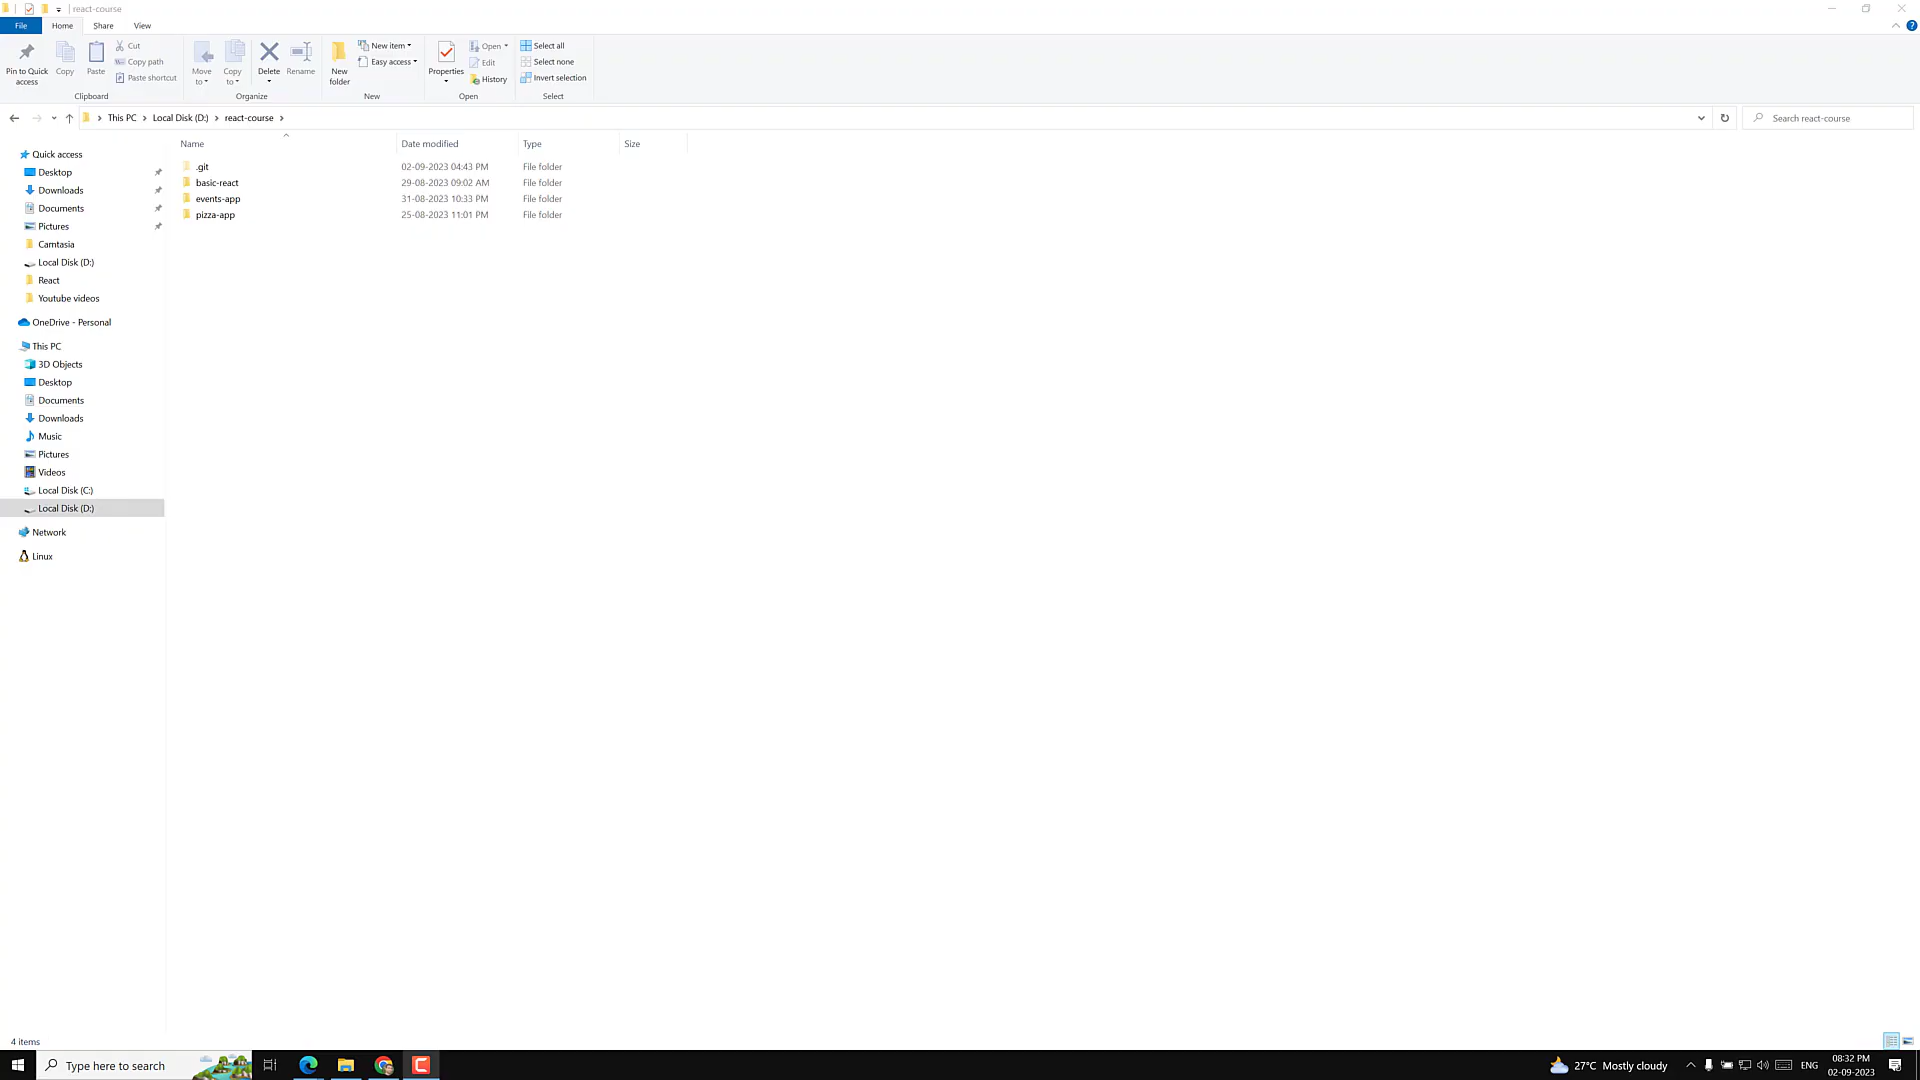 react-course
File Home Share View
Pin to Quick access Copy Paste Cut Copy path Paste shortcut Clipboard
Move to Copy to Delete Rename Organize
New folder New item Easy access New
Properties Open Edit History Open
Select all Select none Invert selection Select
This PC Local Disk (D:) react-course
Search react-course
Name Date modified Type Size
.git 02-09-2023 04:43 PM File folder
basic-react 29-08-2023 09:02 AM File folder
events-app 31-08-2023 10:33 PM File folder
pizza-app 25-08-2023 11:01 PM File folder
Quick access
Desktop
Downloads
Documents
Pictures
Camtasia
Local Disk (D:)
React
Youtube videos
OneDrive - Personal
This PC
3D Objects
Desktop
Documents
Downloads
Music
Pictures
Videos
Local Disk (C:)
Local Disk (D:)
Network
Linux
4 items
Type here to search
27°C Mostly cloudy
ENG
08:32 PM
02-09-2023